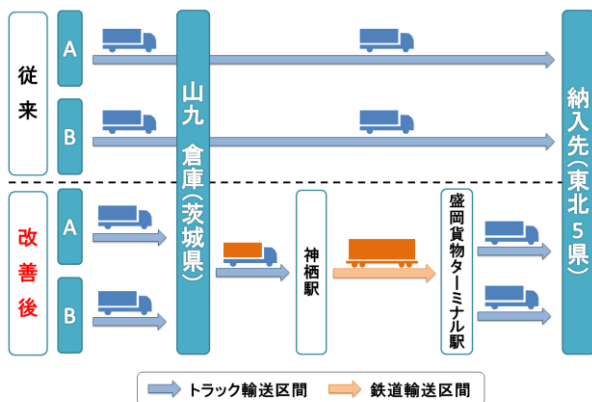 従来
A
B
山九 倉庫(茨城県)
納入先(東北5県)
改善後
A
B
神栖駅
盛岡貨物ターミナル駅
トラック輸送区間
鉄道輸送区間